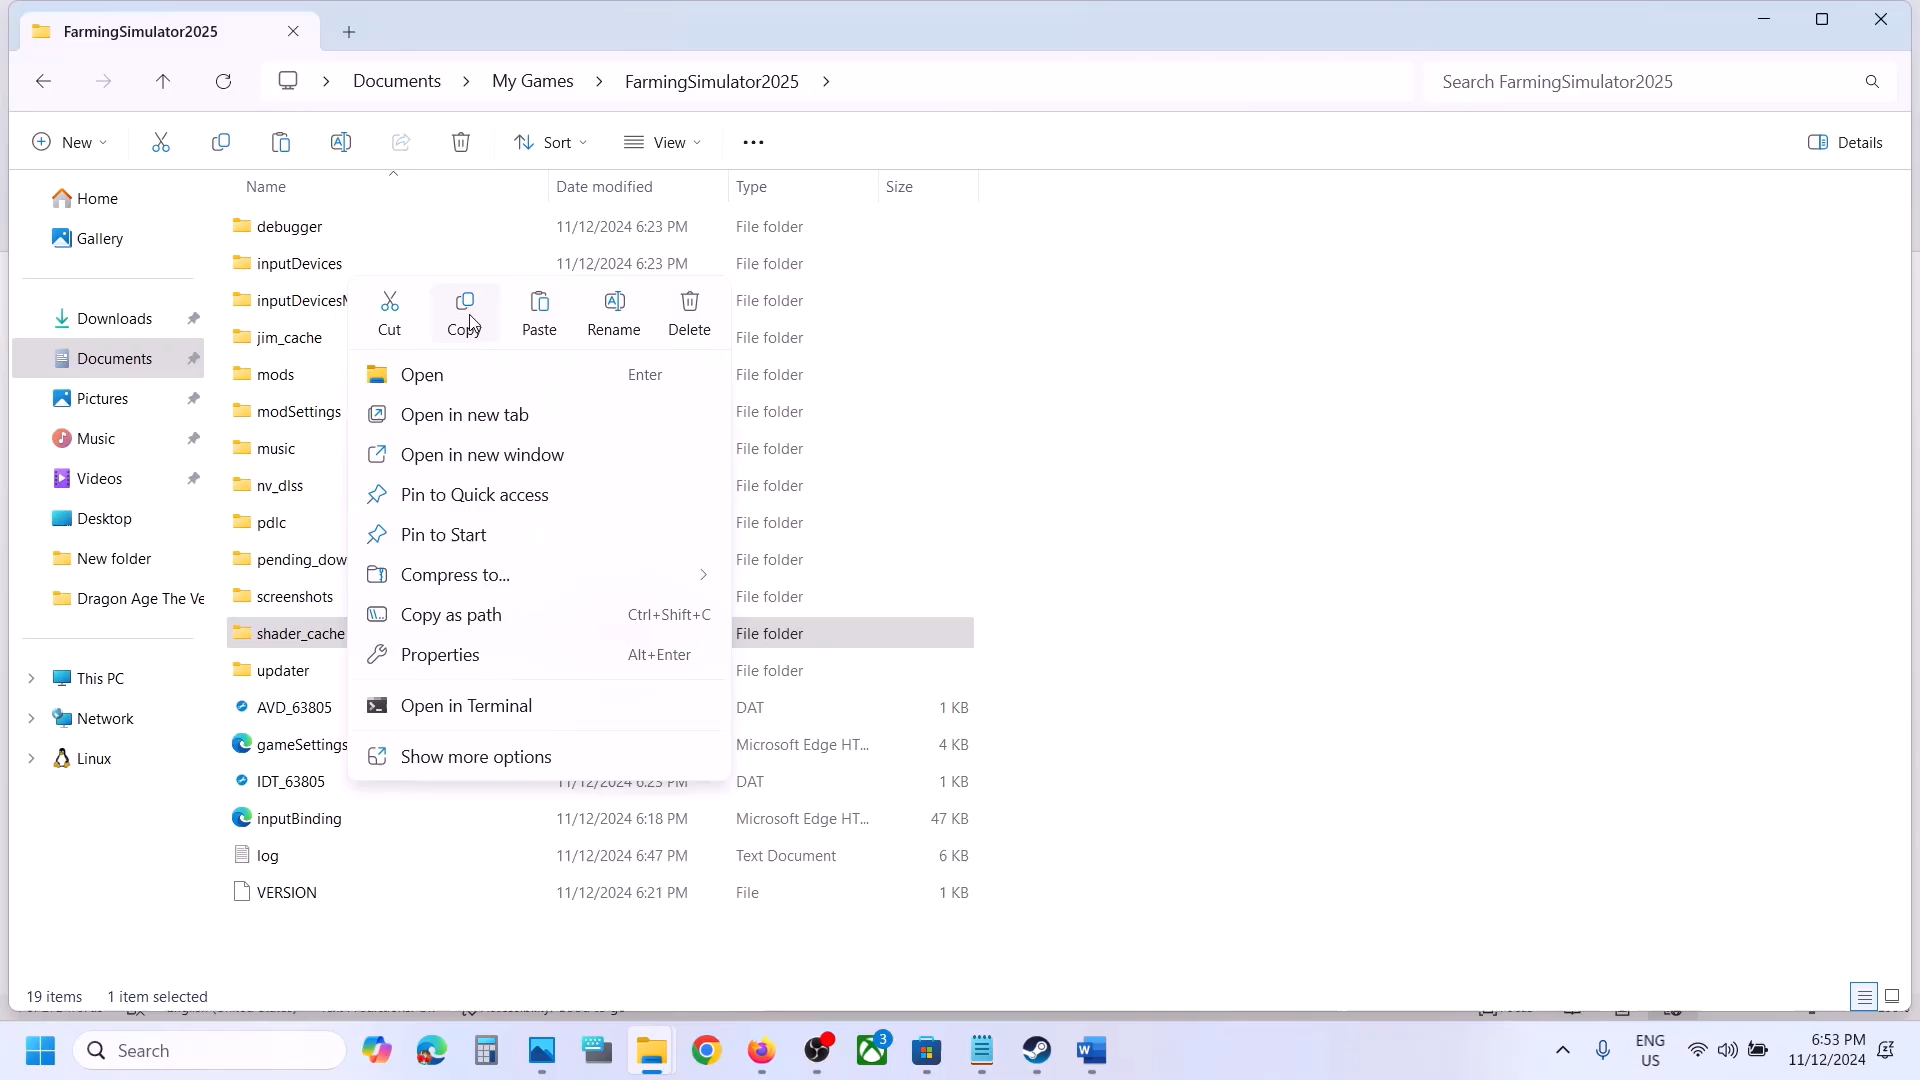 FarmingSimulator2025
Documents > My Games > FarmingSimulator2025 >
Search FarmingSimulator2025
New
Sort
View
Details
Name
Date modified
Type
Size
Home
Gallery
Downloads
Documents
Pictures
Music
Videos
Desktop
New folder
Dragon Age The Ve
This PC
Network
Linux
debugger 11/12/2024 6:23 PM File folder
inputDevices 11/12/2024 6:23 PM File folder
inputDevices File folder
jim_cache File folder
mods File folder
modSettings File folder
music File folder
nv_dlss File folder
pdlc File folder
pending_dow File folder
screenshots File folder
shader_cache File folder
updater File folder
AVD_63805 DAT 1 KB
gameSettings Microsoft Edge HT... 4 KB
IDT_63805 11/12/2024 6:23 PM DAT 1 KB
inputBinding 11/12/2024 6:18 PM Microsoft Edge HT... 47 KB
log 11/12/2024 6:47 PM Text Document 6 KB
VERSION 11/12/2024 6:21 PM File 1 KB
Cut
Copy
Paste
Rename
Delete
Open Enter
Open in new tab
Open in new window
Pin to Quick access
Pin to Start
Compress to...
Copy as path Ctrl+Shift+C
Properties Alt+Enter
Open in Terminal
Show more options
19 items 1 item selected
Search
3
ENG
US
6:53 PM
11/12/2024